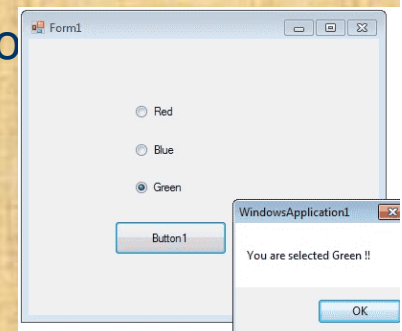 Form1
Red
Blue
Green
Button1
WindowsApplication1
You are selected Green !!
OK